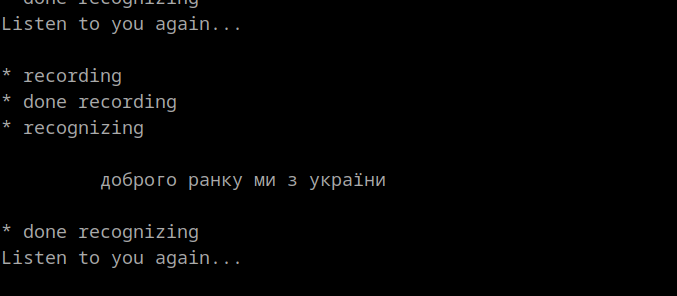 * done recognizing
Listen to you again...
* recording
* done recording
* recognizing
доброго ранку ми з україни
* done recognizing
Listen to you again...